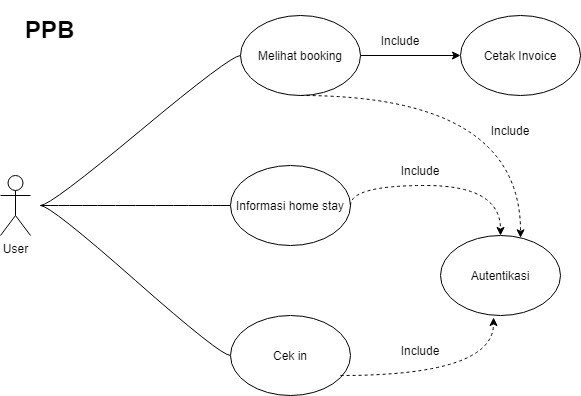 PPB
Melihat booking
Include
Cetak Invoice
Include
Informasi home stay
Include
User
Autentikasi
Cek in
Include